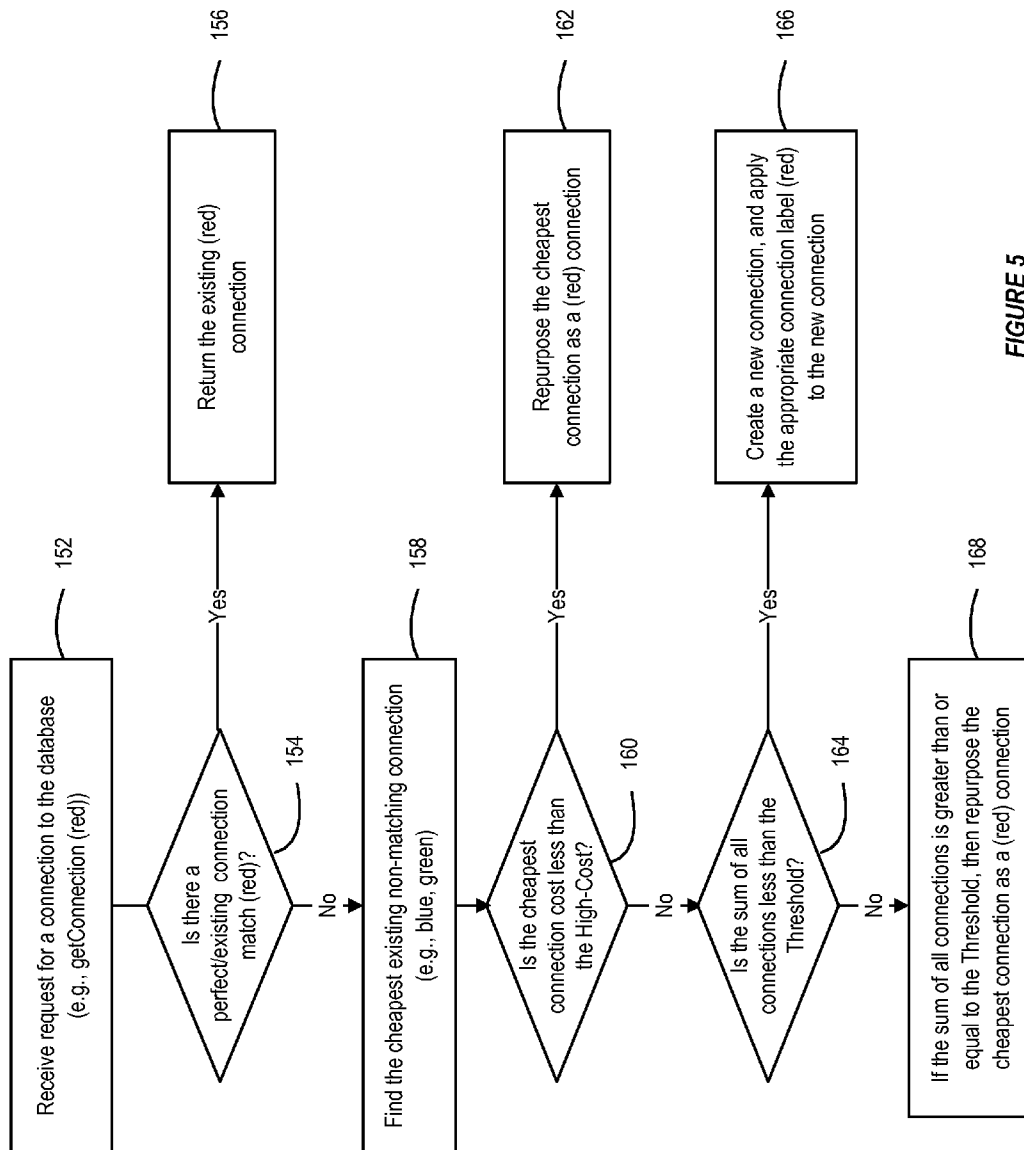 152
Receive request for a connection to the database
(e.g., getConnection (red))
154
Is there a
perfect/existing connection
match (red)?
Yes
156
Return the existing (red)
connection
No
158
Find the cheapest existing non-matching connection
(e.g., blue, green)
160
Is the cheapest
connection cost less than
the High-Cost?
Yes
162
Repurpose the cheapest
connection as a (red) connection
No
164
Is the sum of all
connections less than the
Threshold?
Yes
166
Create a new connection, and apply
the appropriate connection label (red)
to the new connection
No
168
If the sum of all connections is greater than or
equal to the Threshold, then repurpose the
cheapest connection as a (red) connection
FIGURE 5